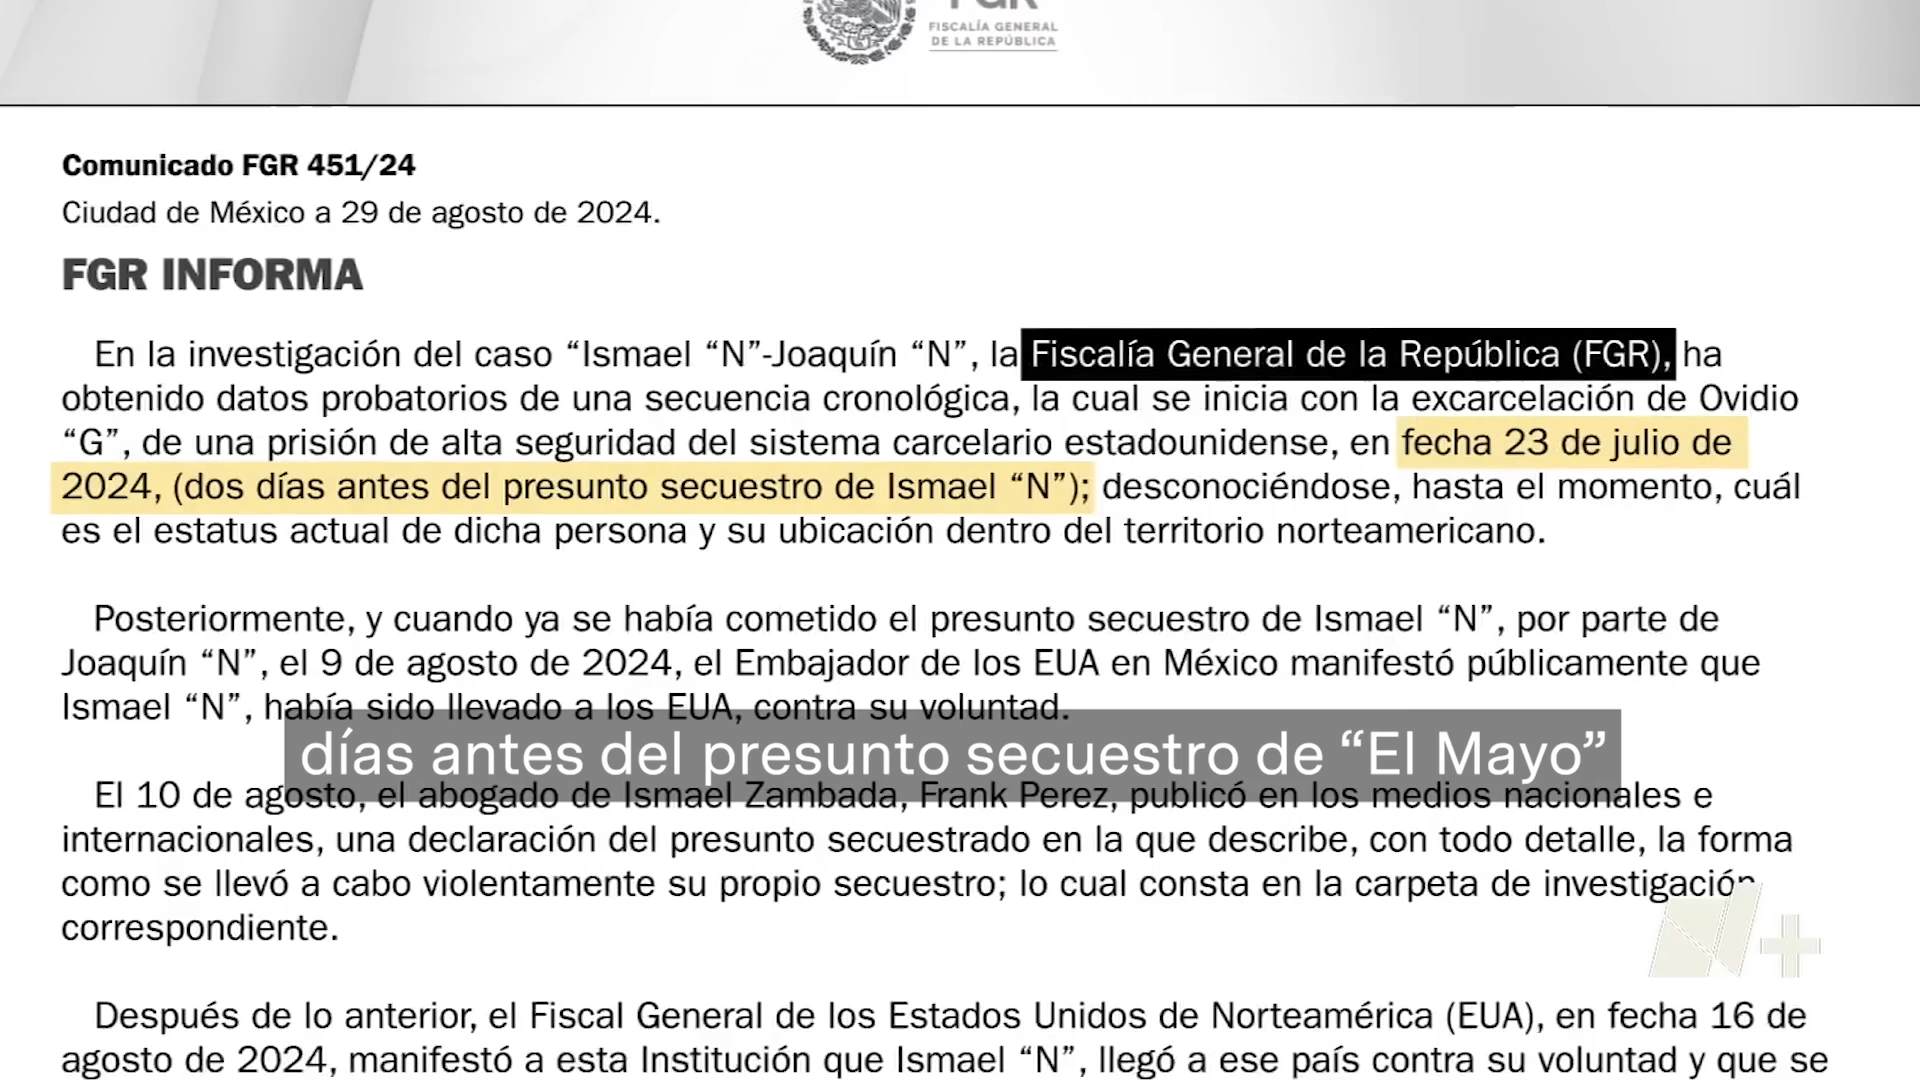 FGR
FISCALÍA GENERAL
DE LA REPÚBLICA
Comunicado FGR 451/24
Ciudad de México a 29 de agosto de 2024.
FGR INFORMA
En la investigación del caso “Ismael “N”-Joaquín “N”, la Fiscalía General de la República (FGR), ha
obtenido datos probatorios de una secuencia cronológica, la cual se inicia con la excarcelación de Ovidio
“G”, de una prisión de alta seguridad del sistema carcelario estadounidense, en fecha 23 de julio de
2024, (dos días antes del presunto secuestro de Ismael “N”); desconociéndose, hasta el momento, cuál
es el estatus actual de dicha persona y su ubicación dentro del territorio norteamericano.
Posteriormente, y cuando ya se había cometido el presunto secuestro de Ismael “N”, por parte de
Joaquín “N”, el 9 de agosto de 2024, el Embajador de los EUA en México manifestó públicamente que
Ismael “N”, había sido llevado a los EUA, contra su voluntad.
días antes del presunto secuestro de “El Mayo”
El 10 de agosto, el abogado de Ismael Zambada, Frank Perez, publicó en los medios nacionales e
internacionales, una declaración del presunto secuestrado en la que describe, con todo detalle, la forma
como se llevó a cabo violentamente su propio secuestro; lo cual consta en la carpeta de investigación
correspondiente.
N+
Después de lo anterior, el Fiscal General de los Estados Unidos de Norteamérica (EUA), en fecha 16 de
agosto de 2024, manifestó a esta Institución que Ismael “N”, llegó a ese país contra su voluntad y que se